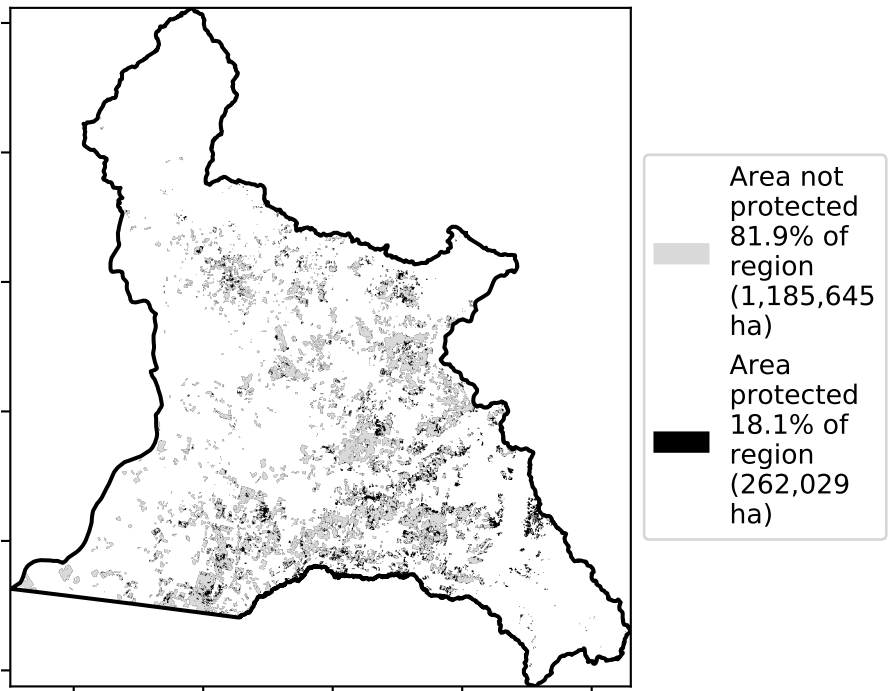 Area not
protected
81.9% of
region
(1,185,645
ha)
Area
protected
18.1% of
region
(262,029
ha)